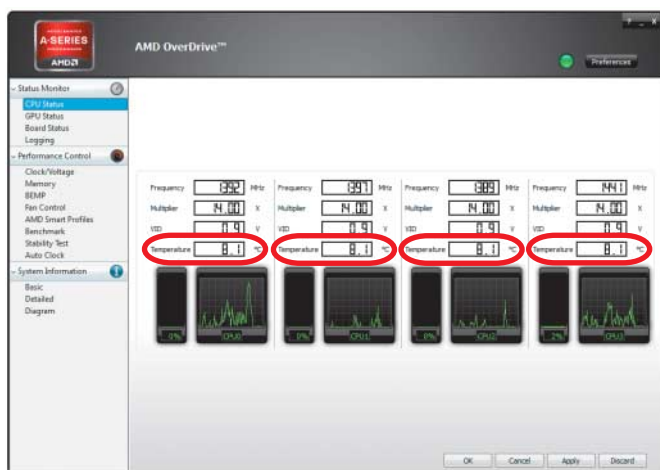 ? _ x
A-SERIES
AMD
AMD OverDrive™
Preferences
Status Monitor
CPU Status
GPU Status
Board Status
Logging
Performance Control
Clock/Voltage
Memory
BEMP
Fan Control
AMD Smart Profiles
Benchmark
Stability Test
Auto Clock
System Information
Basic
Detailed
Diagram
Frequency 1392 MHz Frequency 1397 MHz Frequency 1389 MHz Frequency 1441 MHz
Multiplier 14.00 X Multiplier 14.00 X Multiplier 14.00 X Multiplier 14.00 X
VID 0.9 V VID 0.9 V VID 0.9 V VID 0.9 V
Temperature 8.1 °C Temperature 8.1 °C Temperature 8.1 °C Temperature 8.1 °C
0% CPU0 0% CPU1 0% CPU2 2% CPU3
OK Cancel Apply Discard